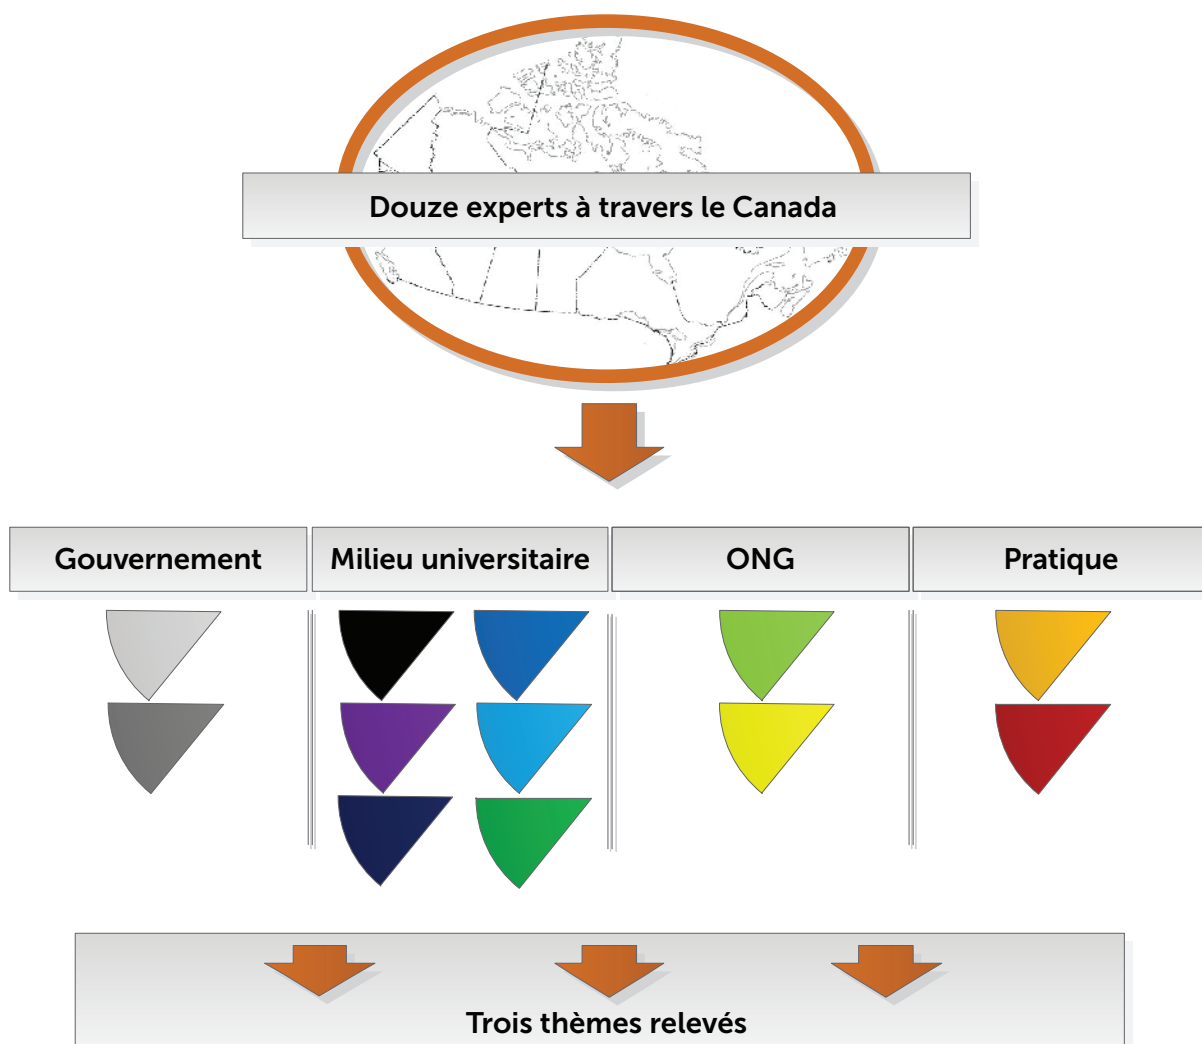 Douze experts à travers le Canada
Gouvernement
Milieu universitaire
ONG
Pratique
Trois thèmes relevés